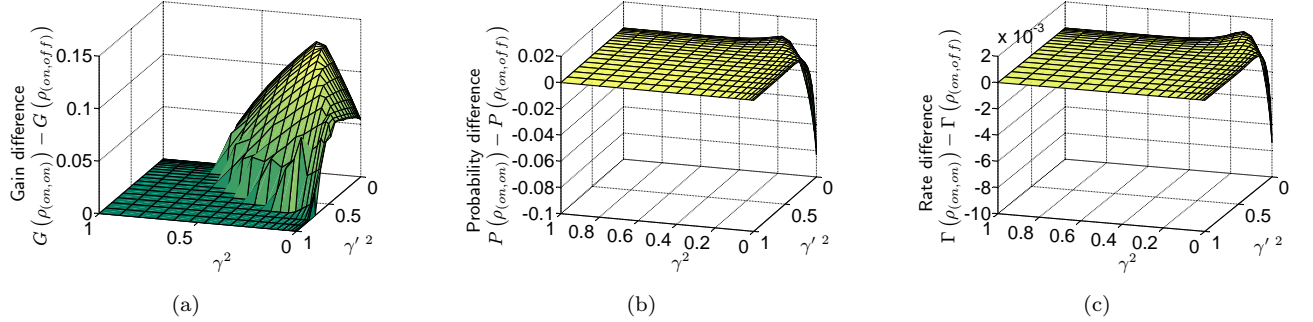 Gain difference
G (ρ(on,on)) − G (ρ(on,off))
0.15
0.1
0.05
0
1
0.5
0
1
0.5
0
γ²
γ′ ²
(a)
Probability difference
P (ρ(on,on)) − P (ρ(on,off))
0.02
0
-0.02
-0.04
-0.06
-0.08
-0.1
1
0.8
0.6
0.4
0.2
0
1
0.5
0
γ²
γ′ ²
(b)
Rate difference
Γ (ρ(on,on)) − Γ (ρ(on,off))
x 10⁻³
2
0
-2
-4
-6
-8
-10
1
0.8
0.6
0.4
0.2
0
1
0.5
0
γ²
γ′ ²
(c)